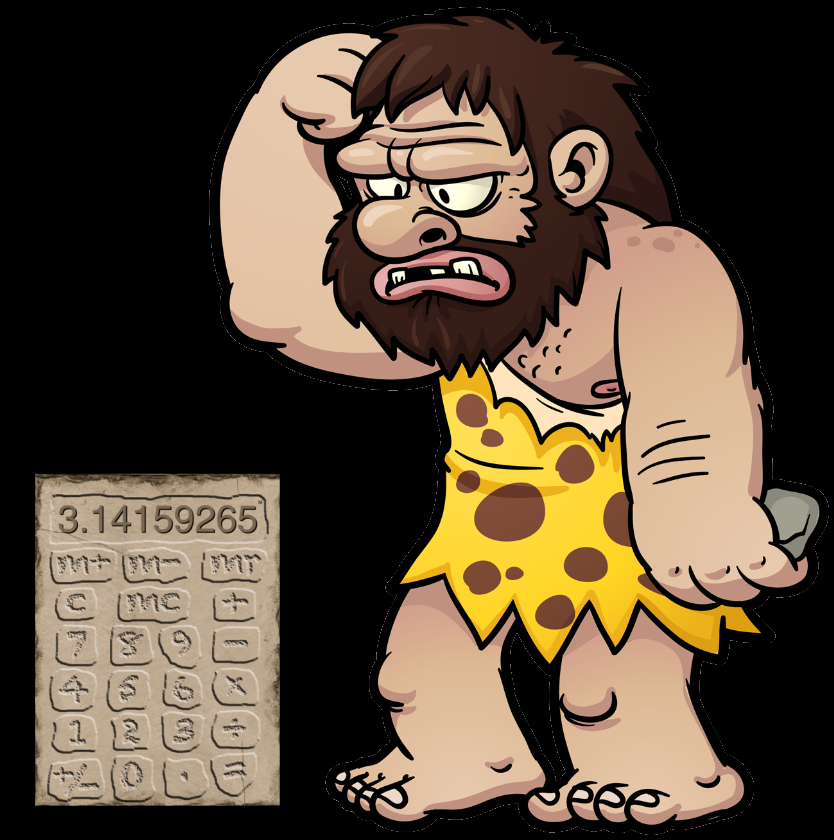 3.14159265
m+ m- mr
c mc +
7 8 9 -
4 5 6 x
1 2 3 ÷
+/- 0 . =